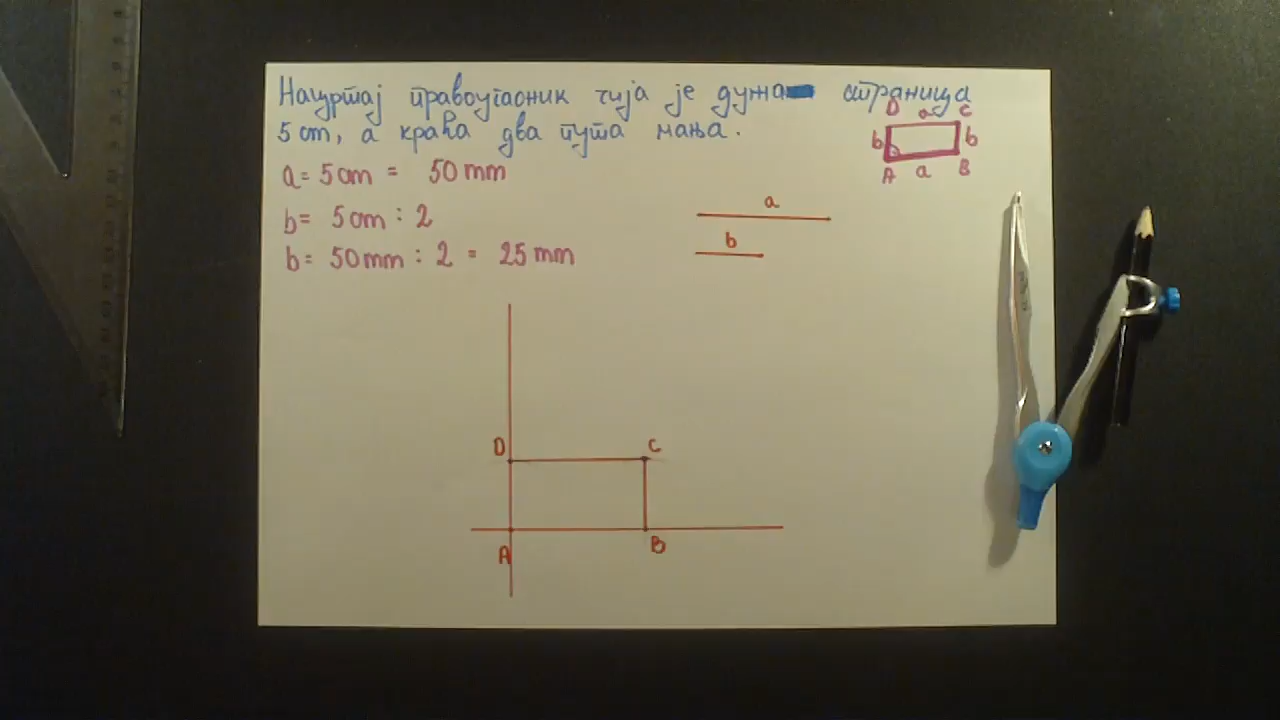 Нацртај правоугаоник чија је дужа страница
5 cm, а краћа два пута мања.
D a C
b b
A a B
a = 5 cm = 50 mm
b = 5 cm : 2
b = 50 mm : 2 = 25 mm
a
b
D C
A B